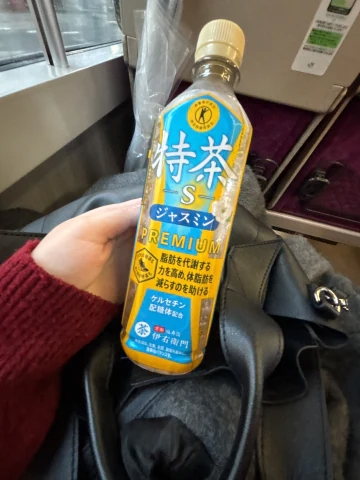 特茶
S
ジャスミン
PREMIUM
脂肪を代謝する
力を高め、体脂肪を
減らすのを助ける
ケルセチン
配糖体配合
茶
伊右衛門